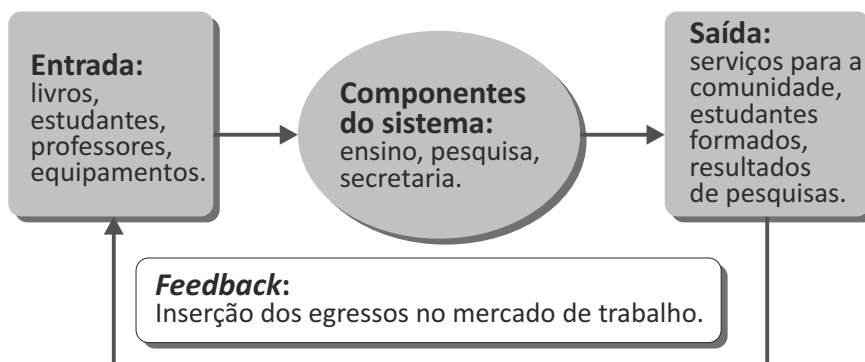 Entrada:
livros,
estudantes,
professores,
equipamentos.
Componentes
do sistema:
ensino, pesquisa,
secretaria.
Saída:
serviços para a
comunidade,
estudantes
formados,
resultados
de pesquisas.
Feedback:
Inserção dos egressos no mercado de trabalho.